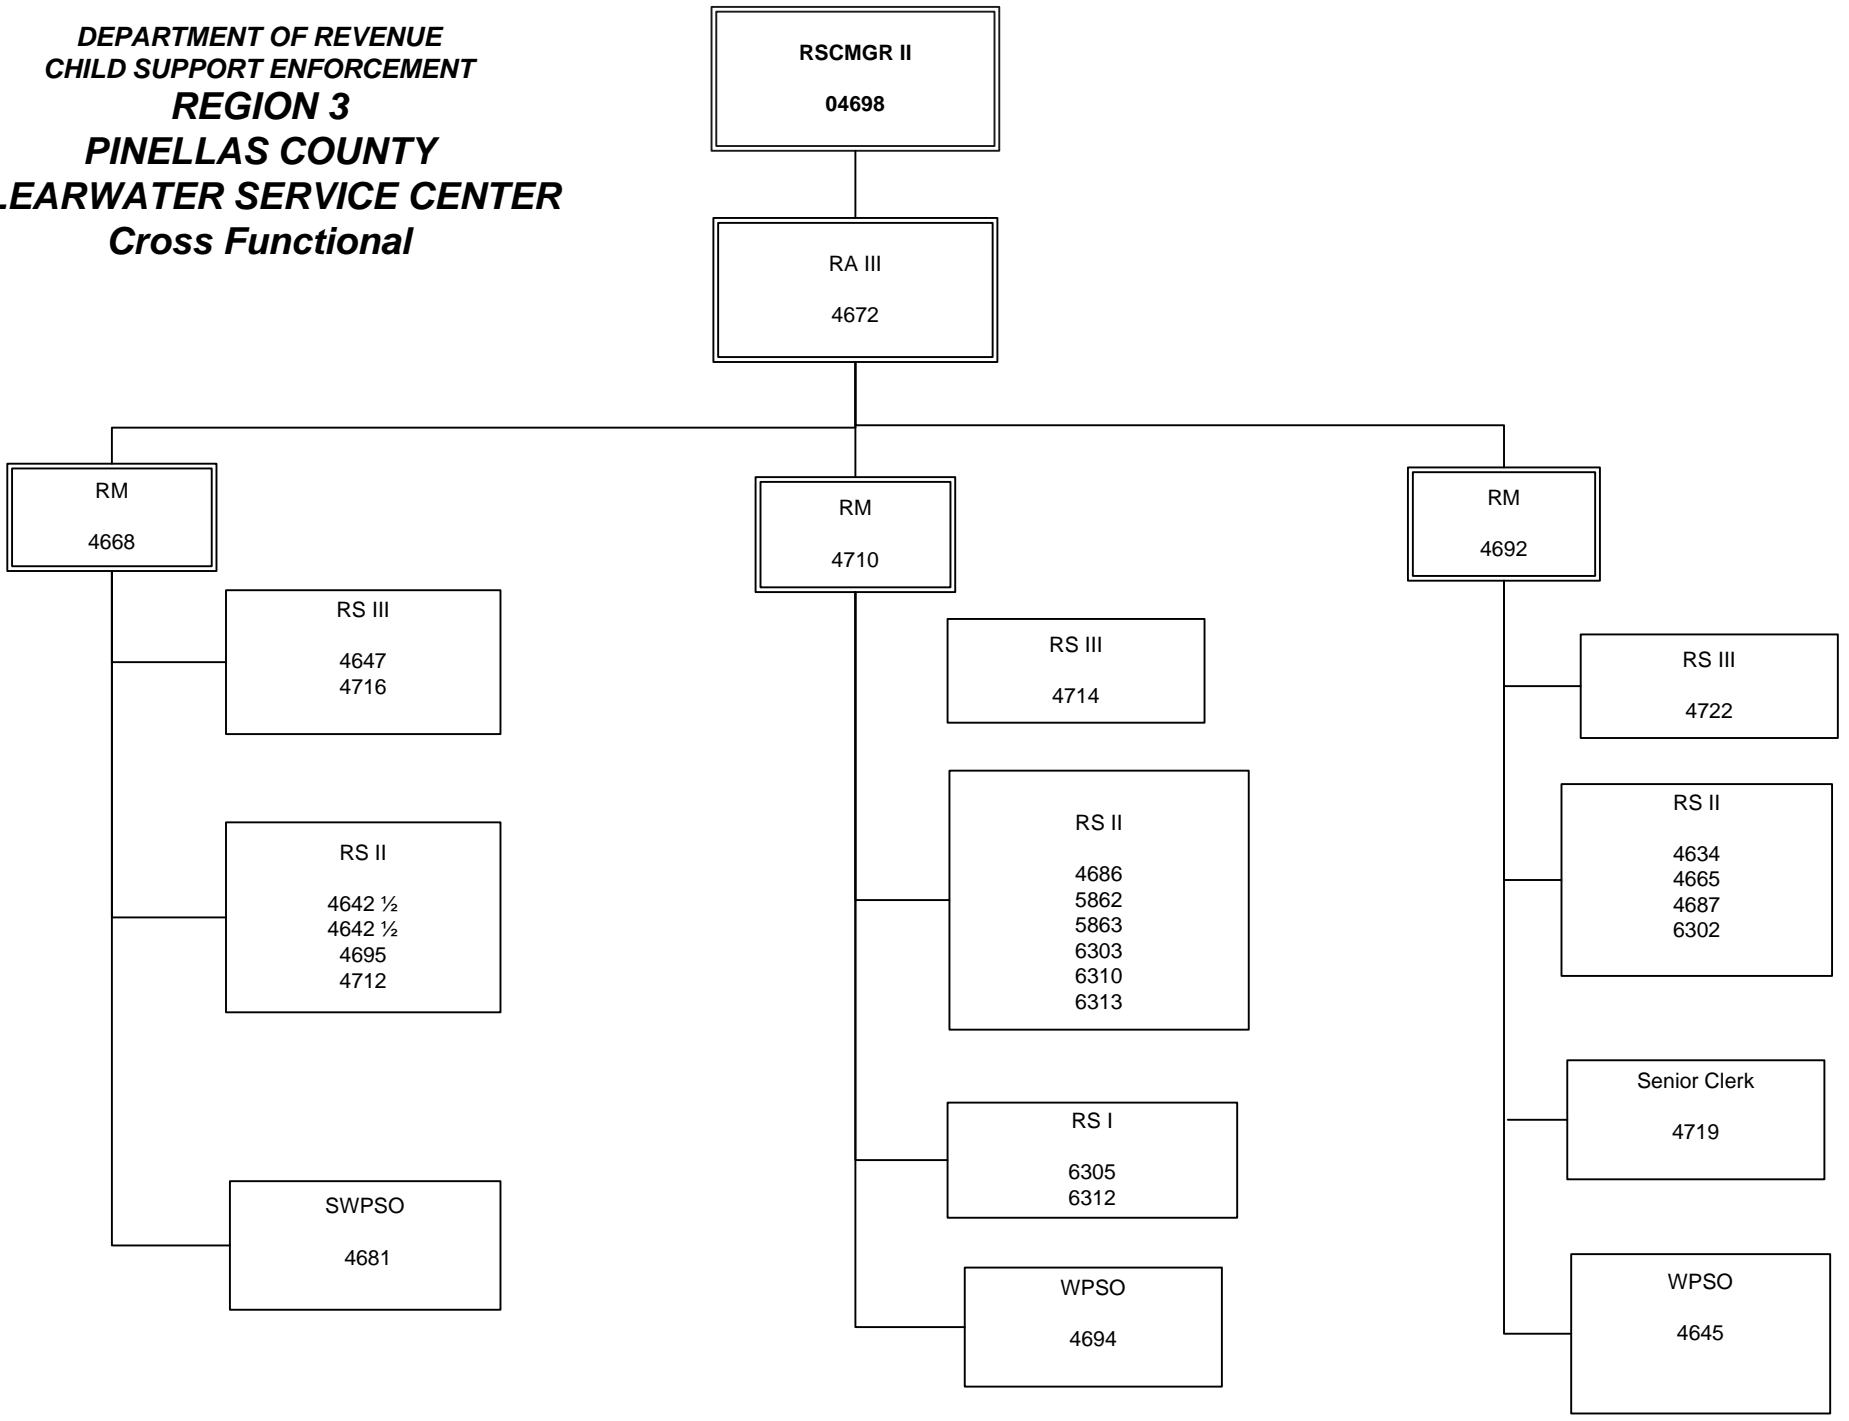 DEPARTMENT OF REVENUE
CHILD SUPPORT ENFORCEMENT
REGION 3
PINELLAS COUNTY
LEARWATER SERVICE CENTER
Cross Functional
RSCMGR II
04698
RA III
4672
RM
4668
RS III
4647
4716
RS II
4642 ½
4642 ½
4695
4712
SWPSO
4681
RM
4710
RS III
4714
RS II
4686
5862
5863
6303
6310
6313
RS I
6305
6312
WPSO
4694
RM
4692
RS III
4722
RS II
4634
4665
4687
6302
Senior Clerk
4719
WPSO
4645